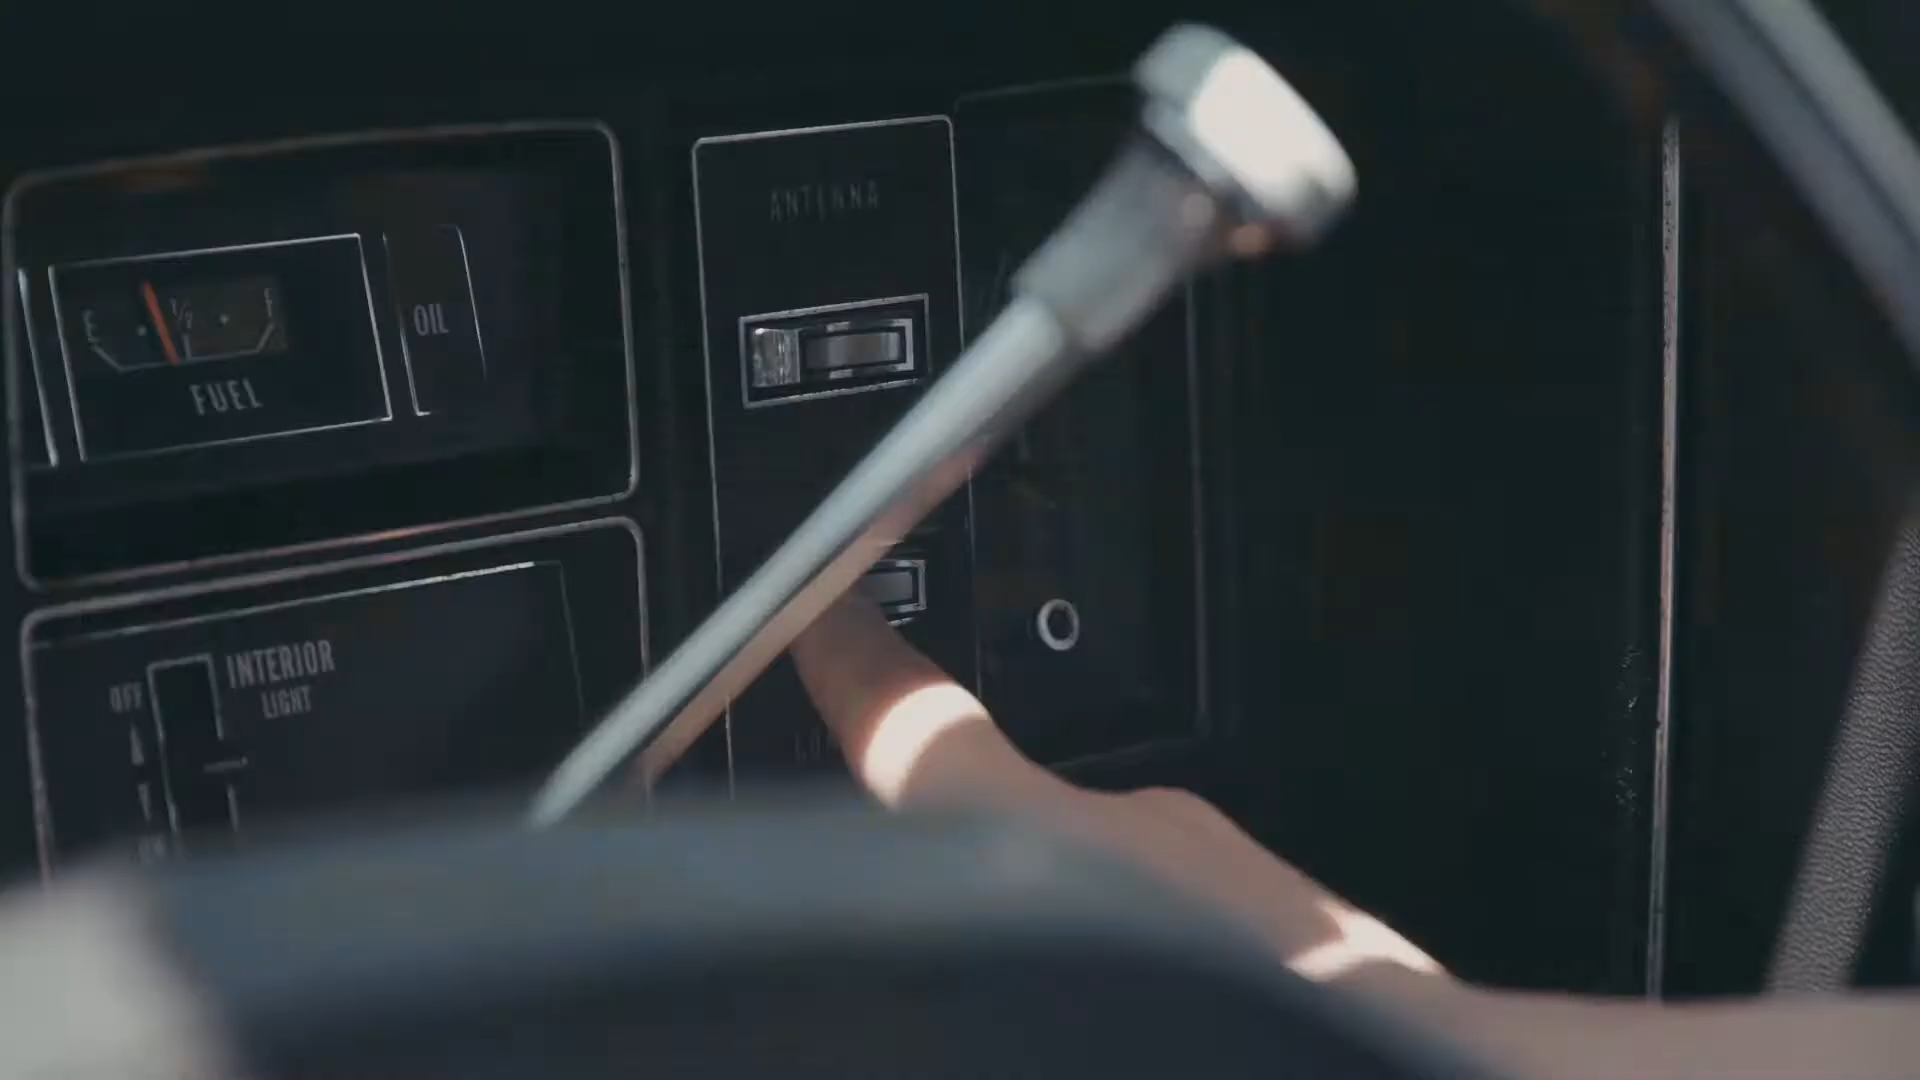 ANTENNA
E 1/2 F
FUEL
OIL
INTERIOR
LIGHT
OFF